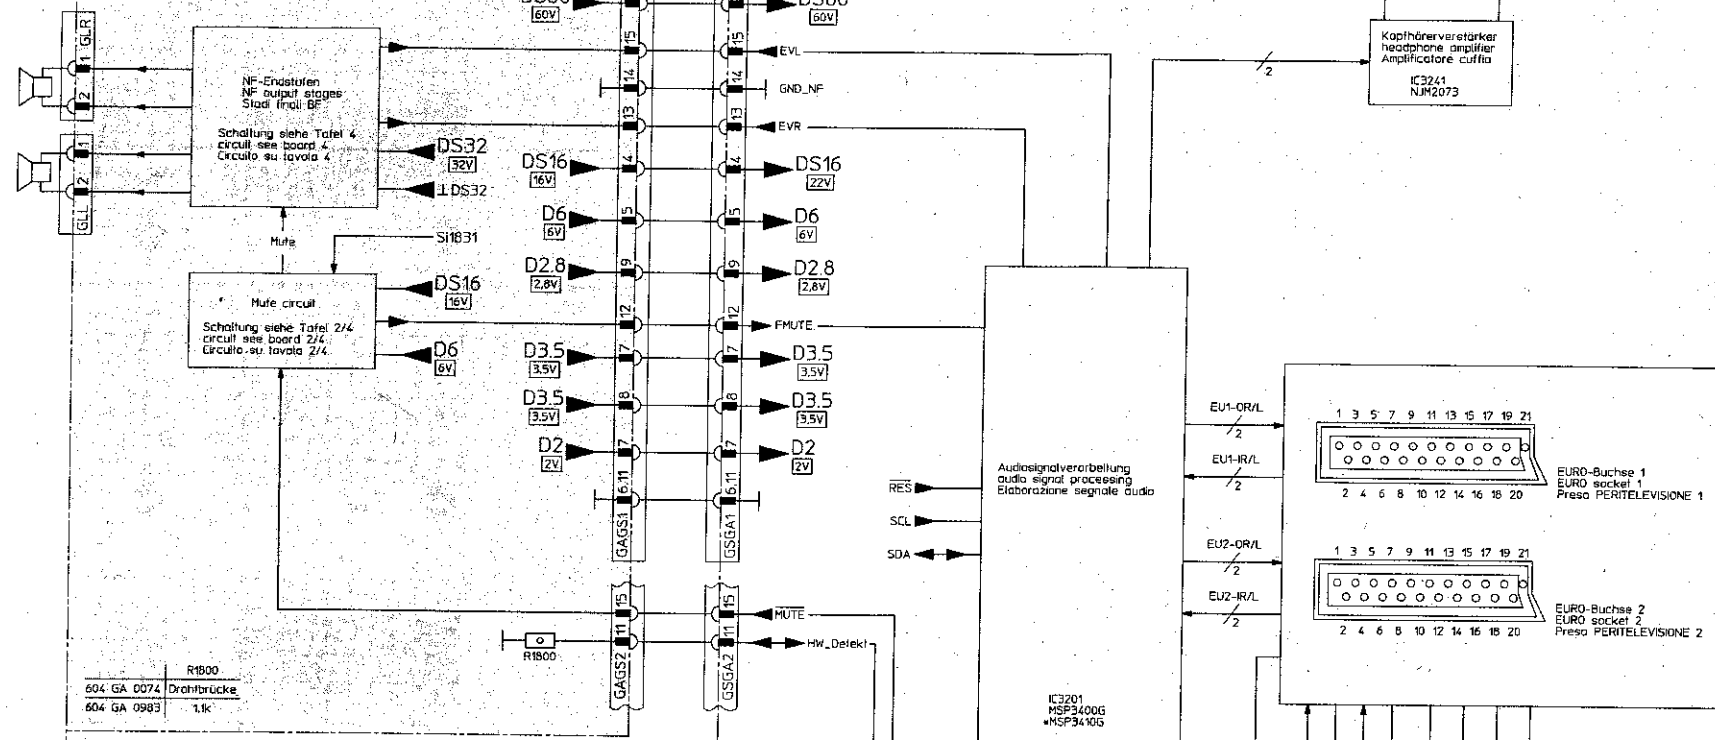 DS60
60V
DS60
60V
GLR
1
2
NF-Endstufen
NF output stages
Stadi finali BF
Schaltung siehe Tafel 4
circuit see board 4
Circuito su tavola 4
GLL
1
2
DS32
32V
⊥DS32
15
15
EVL
14
14
GND_NF
13
13
EVR
DS16
16V
4
4
DS16
22V
D6
6V
5
5
D6
6V
D2.8
2,8V
9
9
D2.8
2,8V
12
12
FMUTE
D3.5
3,5V
7
7
D3.5
3,5V
D3.5
3,5V
8
8
D3.5
3,5V
D2
2V
17
17
D2
2V
6,11
6,11
GAGS1
GSGA1
Mute
Si1831
Mute circuit
Schaltung siehe Tafel 2/4
circuit see board 2/4
Circuito su tavola 2/4
DS16
16V
D6
6V
15
15
MUTE
11
11
HW_Defekt
R1800
GAGS2
GSGA2
R1800
604 GA 0074 Drahtbrücke
604 GA 0983 1,1k
2
Kopfhörerverstärker
headphone amplifier
Amplificatore cuffia
IC3241
NJM2073
RES
SCL
SDA
Audiosignalverarbeitung
audio signal processing
Elaborazione segnale audio
IC3201
MSP3400G
*MSP3410G
EU1-OR/L
2
EU1-IR/L
2
EU2-OR/L
2
EU2-IR/L
2
1 3 5 7 9 11 13 15 17 19 21
2 4 6 8 10 12 14 16 18 20
EURO-Buchse 1
EURO socket 1
Presa PERITELEVISIONE 1
1 3 5 7 9 11 13 15 17 19 21
2 4 6 8 10 12 14 16 18 20
EURO-Buchse 2
EURO socket 2
Presa PERITELEVISIONE 2